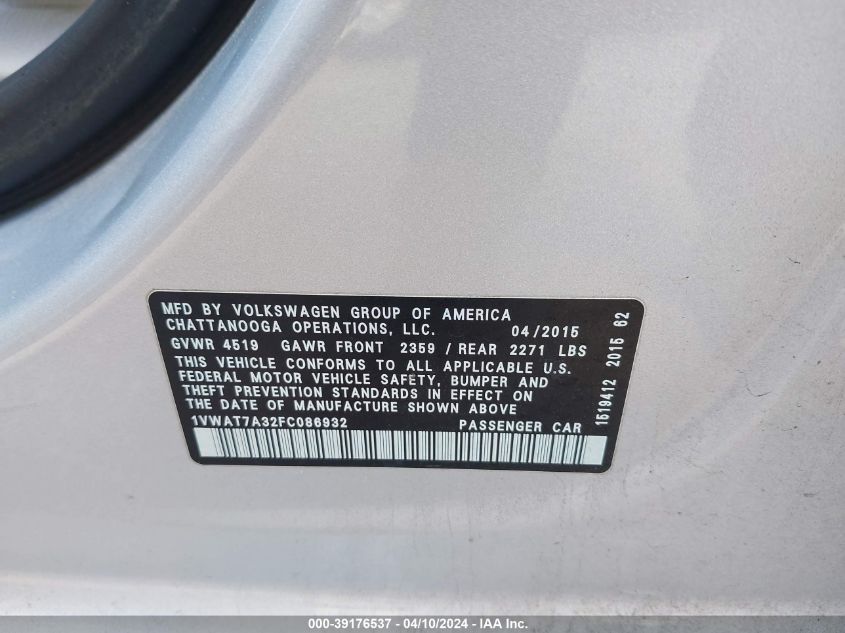 MFD BY VOLKSWAGEN GROUP OF AMERICA
CHATTANOOGA OPERATIONS, LLC. 04/2015
GVWR 4519 GAWR FRONT 2359 / REAR 2271 LBS
THIS VEHICLE CONFORMS TO ALL APPLICABLE U.S.
FEDERAL MOTOR VEHICLE SAFETY, BUMPER AND
THEFT PREVENTION STANDARDS IN EFFECT ON
THE DATE OF MANUFACTURE SHOWN ABOVE
1VWAT7A32FC086932 PASSENGER CAR
1519412 2015 62
000-39176537 - 04/10/2024 - IAA Inc.